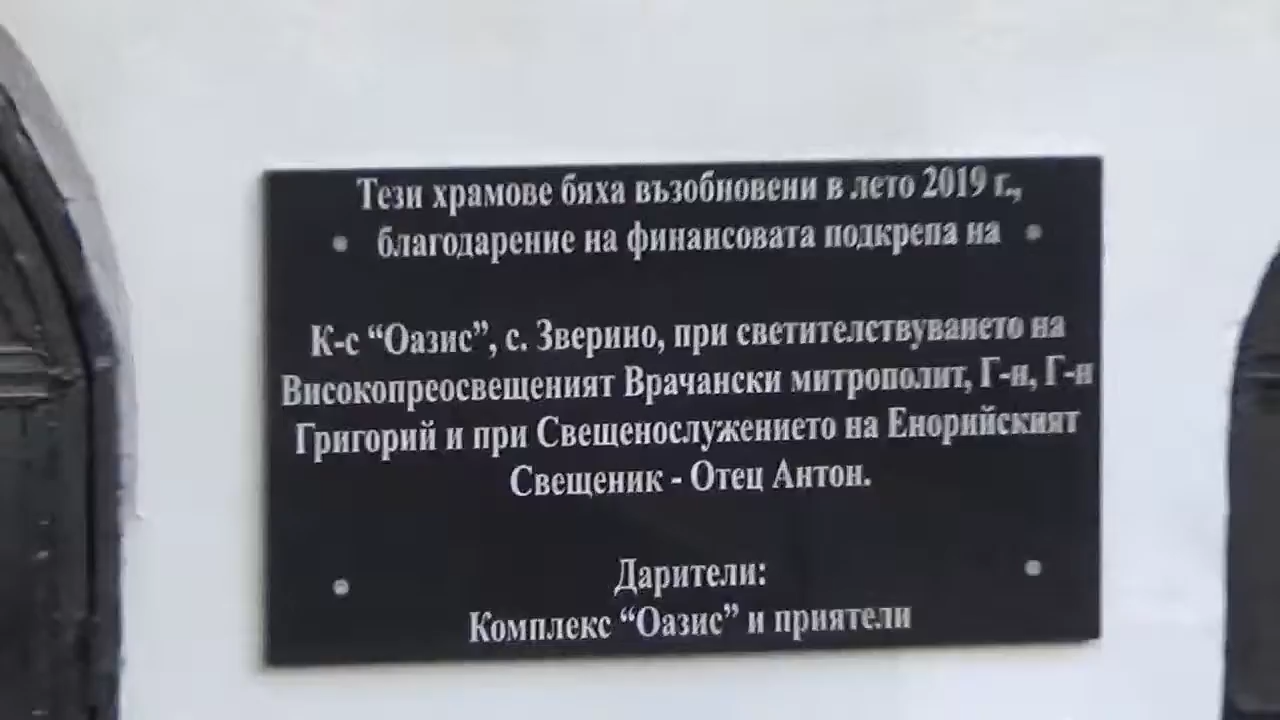 Тези храмове бяха възобновени в лето 2019 г.,
благодарение на финансовата подкрепа на
К-с “Оазис”, с. Зверино, при светителствуването на
Високопреосвещеният Врачански митрополит, Г-н, Г-н
Григорий и при Свещенослужението на Енорийският
Свещеник - Отец Антон.
Дарители:
Комплекс “Оазис” и приятели